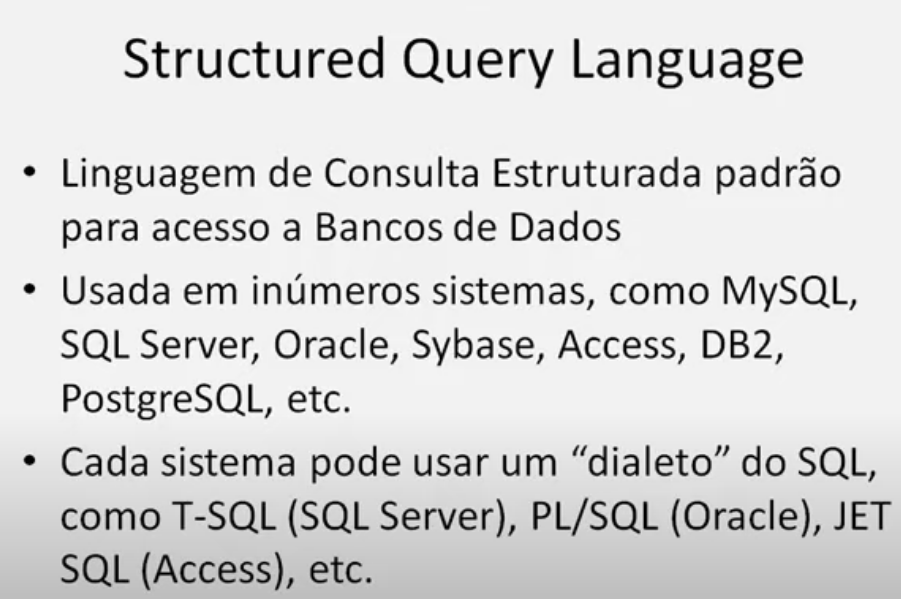 Structured Query Language
• Linguagem de Consulta Estruturada padrão
para acesso a Bancos de Dados
• Usada em inúmeros sistemas, como MySQL,
SQL Server, Oracle, Sybase, Access, DB2,
PostgreSQL, etc.
• Cada sistema pode usar um “dialeto” do SQL,
como T-SQL (SQL Server), PL/SQL (Oracle), JET
SQL (Access), etc.